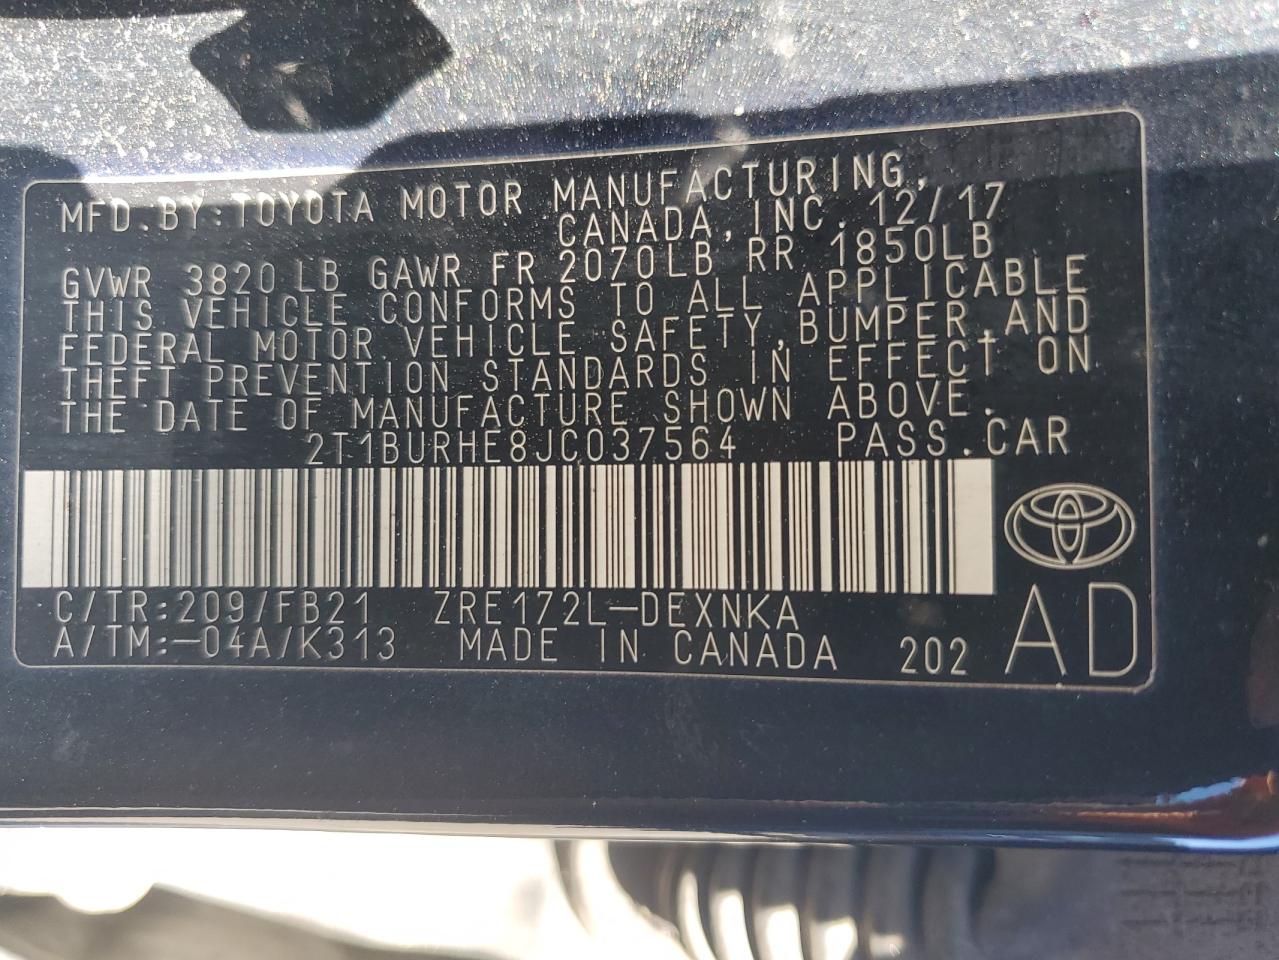 MFD.BY:TOYOTA MOTOR MANUFACTURING,
CANADA,INC. 12/17
GVWR 3820 LB GAWR FR 2070LB RR 1850LB
THIS VEHICLE CONFORMS TO ALL APPLICABLE
FEDERAL MOTOR VEHICLE SAFETY,BUMPER,AND
THEFT PREVENTION STANDARDS IN EFFECT ON
THE DATE OF MANUFACTURE SHOWN ABOVE.
2T1BURHE8JC037564 PASS.CAR
C/TR:209/FB21 ZRE172L-DEXNKA
A/TM:-04A/K313 MADE IN CANADA 202 AD